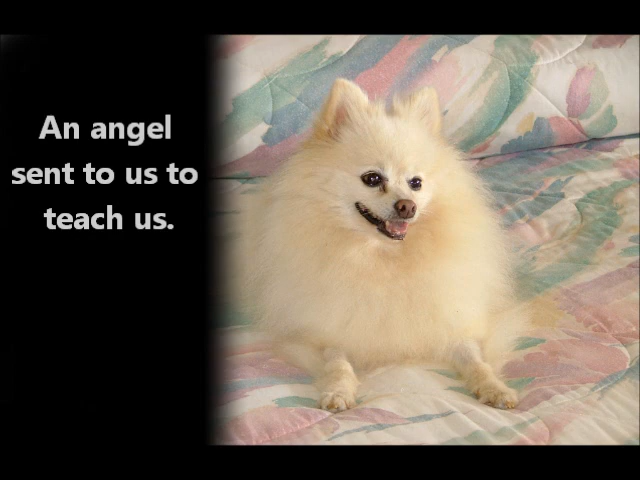 An angel
sent to us to
teach us.